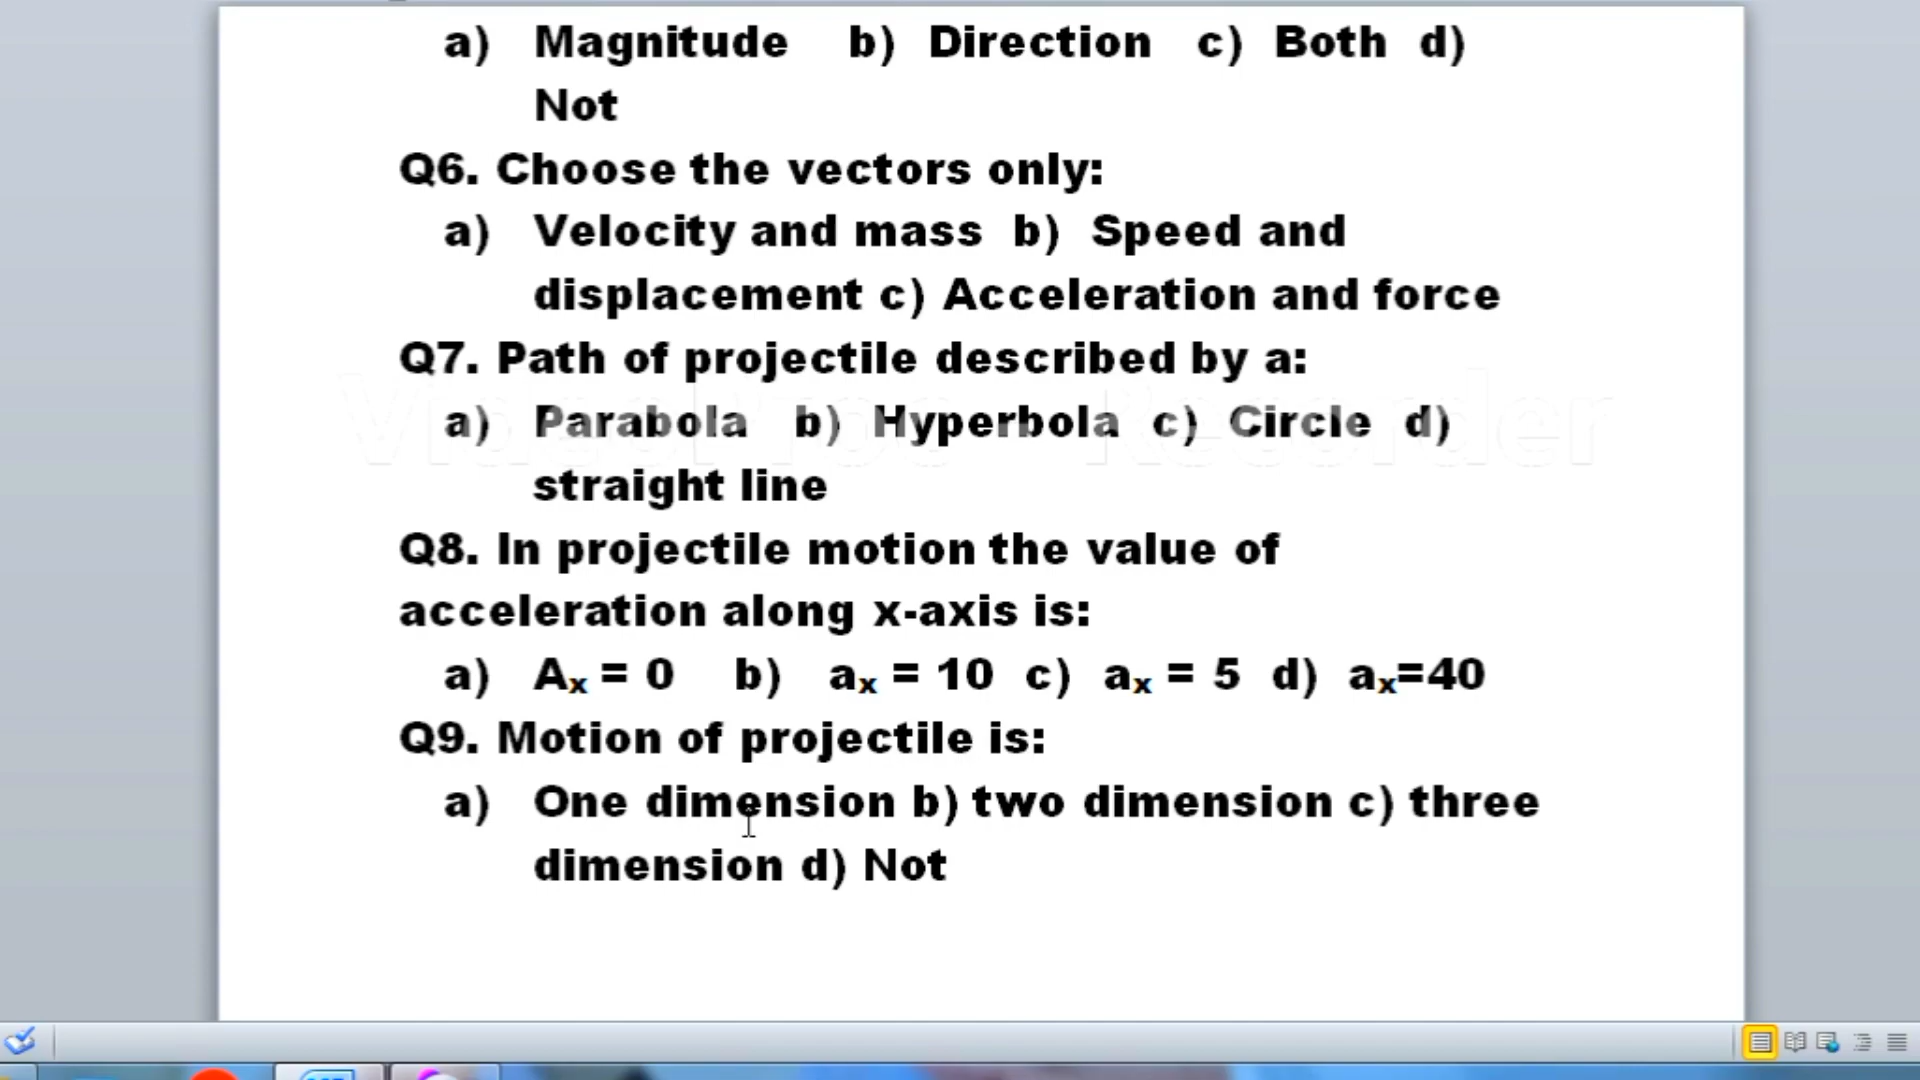 a) Magnitude b) Direction c) Both d)
Not
Q6. Choose the vectors only:
a) Velocity and mass b) Speed and
displacement c) Acceleration and force
Q7. Path of projectile described by a:
a) Parabola b) Hyperbola c) Circle d)
straight line
Q8. In projectile motion the value of
acceleration along x-axis is:
a) Aₓ = 0 b) aₓ = 10 c) aₓ = 5 d) aₓ=40
Q9. Motion of projectile is:
a) One dimension b) two dimension c) three
dimension d) Not